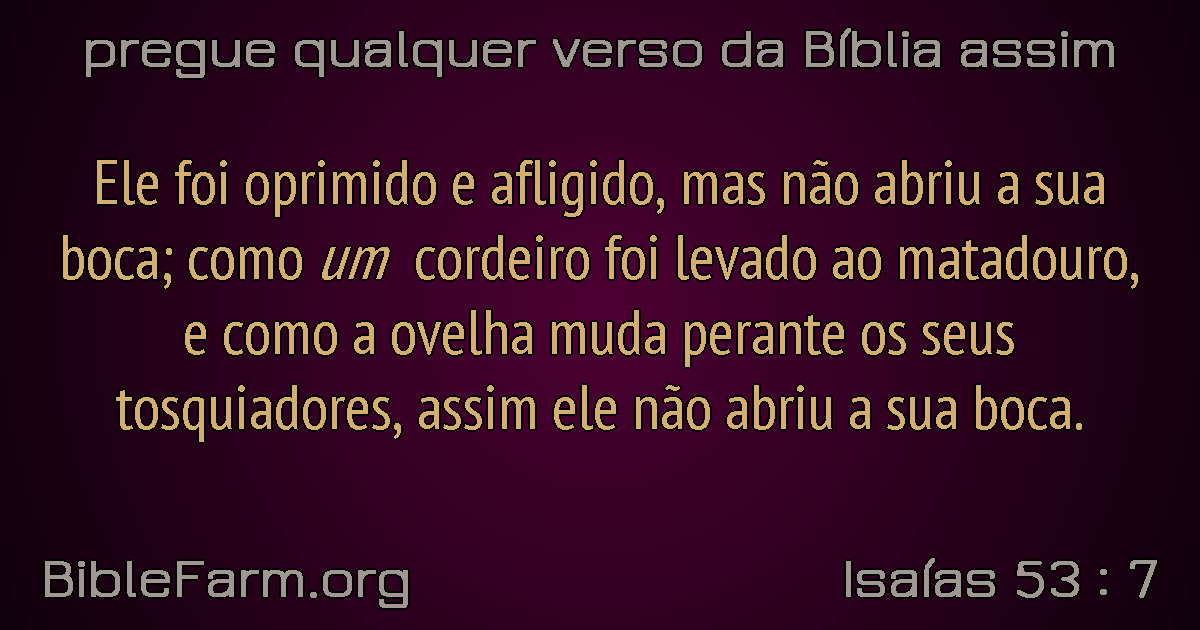 pregue qualquer verso da Bíblia assim
Ele foi oprimido e afligido, mas não abriu a sua
boca; como um cordeiro foi levado ao matadouro,
e como a ovelha muda perante os seus
tosquiadores, assim ele não abriu a sua boca.
BibleFarm.org
Isaías 53 : 7